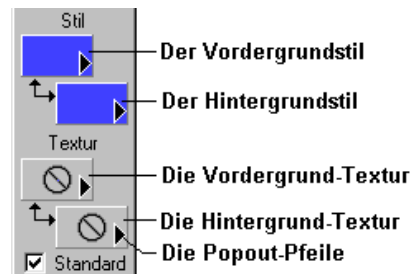 Stil
Der Vordergrundstil
Der Hintergrundstil
Textur
Die Vordergrund-Textur
Die Hintergrund-Textur
Die Popout-Pfeile
Standard